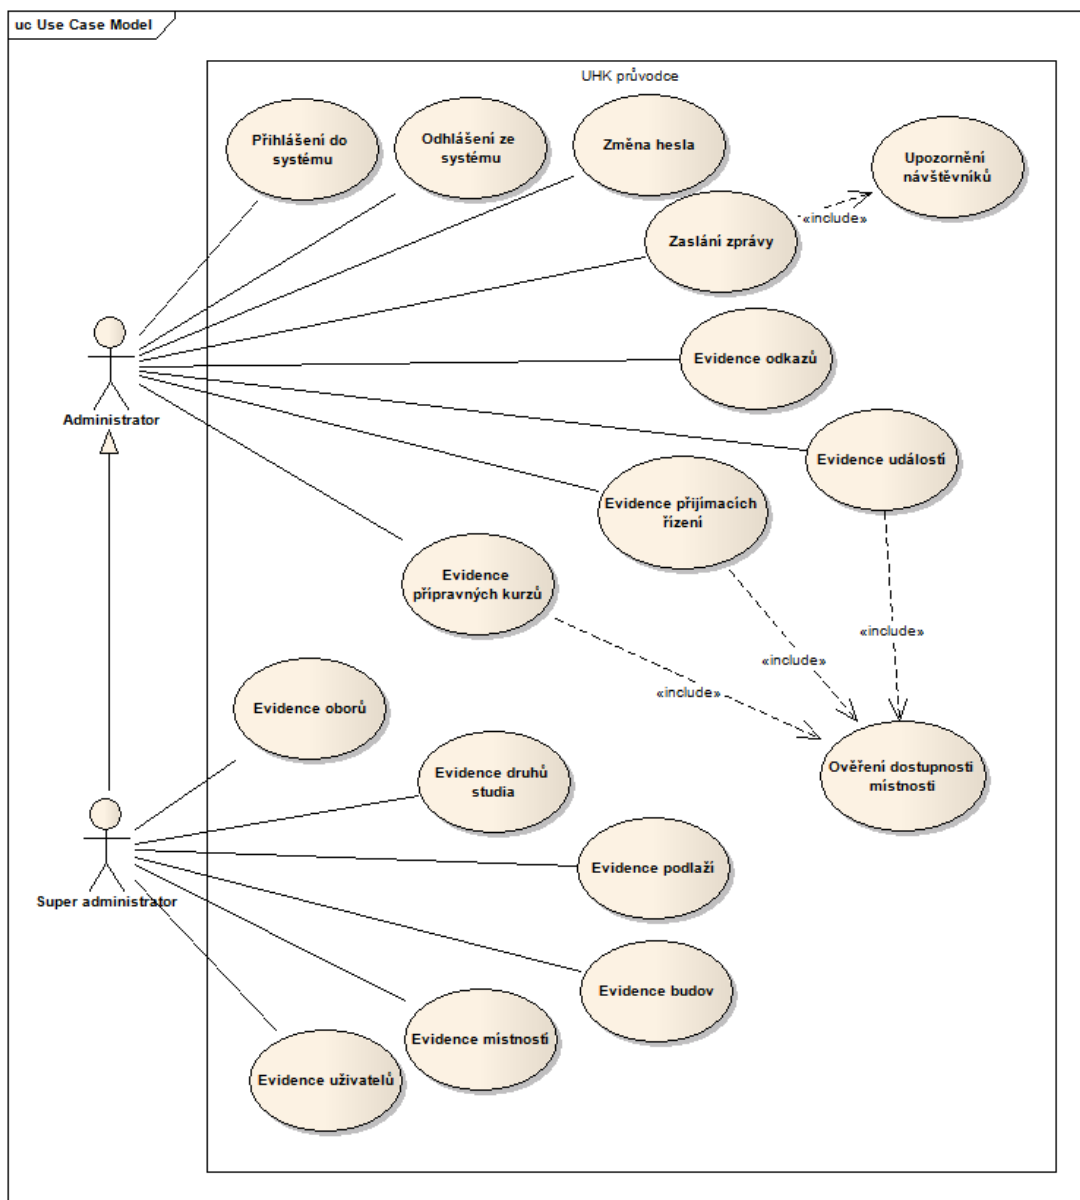 uc Use Case Model
UHK průvodce
Přihlášení do
systému
Odhlášení ze
systému
Změna hesla
Upozornění
návštěvníků
Zaslání zprávy
«include»
Evidence odkazů
Administrator
Evidence událostí
Evidence přijímacích
řízení
Evidence
přípravných kurzů
«include»
«include»
«include»
Evidence oborů
Ověření dostupnosti
místnosti
Evidence druhů
studia
Evidence podlaží
Super administrator
Evidence budov
Evidence místností
Evidence uživatelů